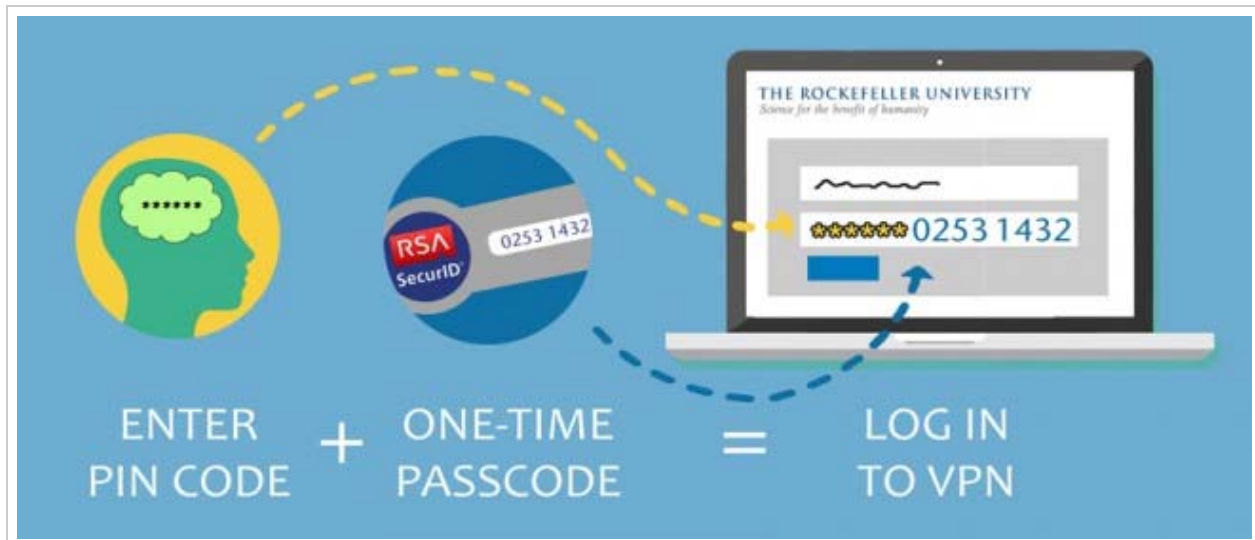 THE ROCKEFELLER UNIVERSITY
Science for the benefit of humanity
******
RSA
SecurID®
0253 1432
****** 0253 1432
ENTER
PIN CODE
+
ONE-TIME
PASSCODE
=
LOG IN
TO VPN